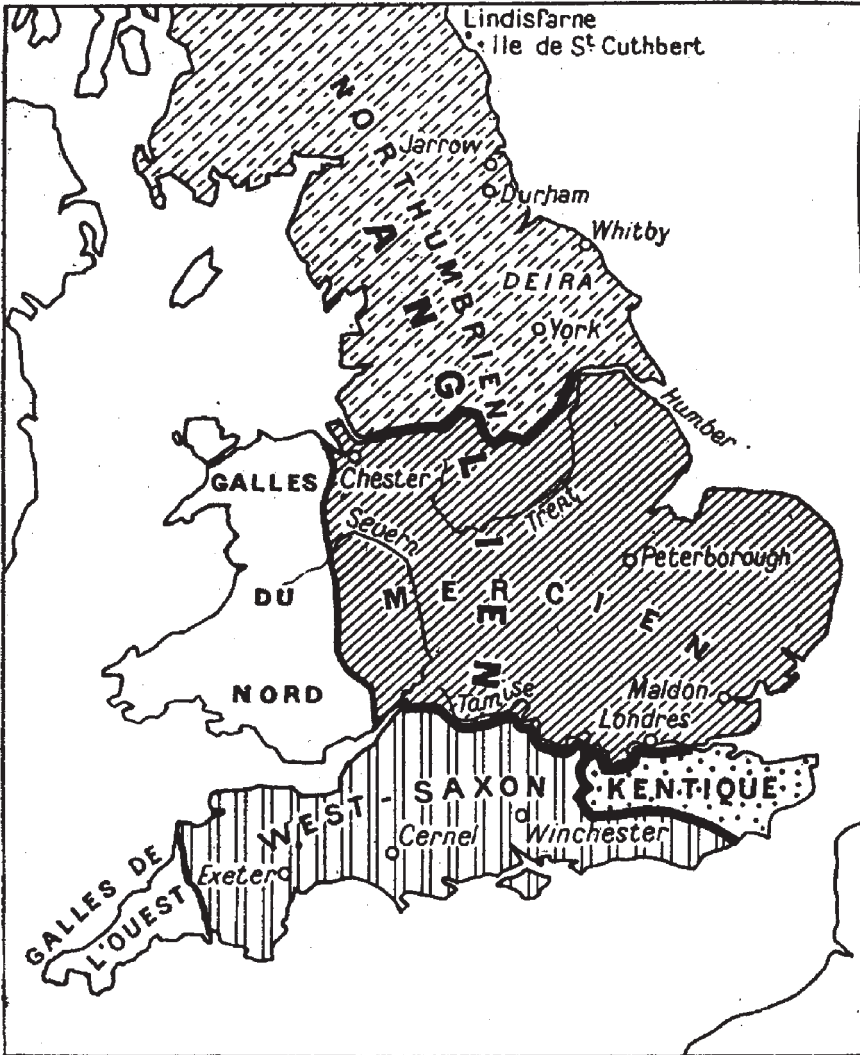 Lindisfarne
Ile de St Cuthbert
NORTHUMBRIEN
Jarrow
Durham
Whitby
ANGLIEN
DEIRA
York
Humber
GALLES
DU
NORD
Chester
Trent
Severn
Peterborough
MERCIEN
Maldon
Tamise
Londres
KENTIQUE
WEST-SAXON
Winchester
Cernel
Exeter
GALLES DE
L'OUEST